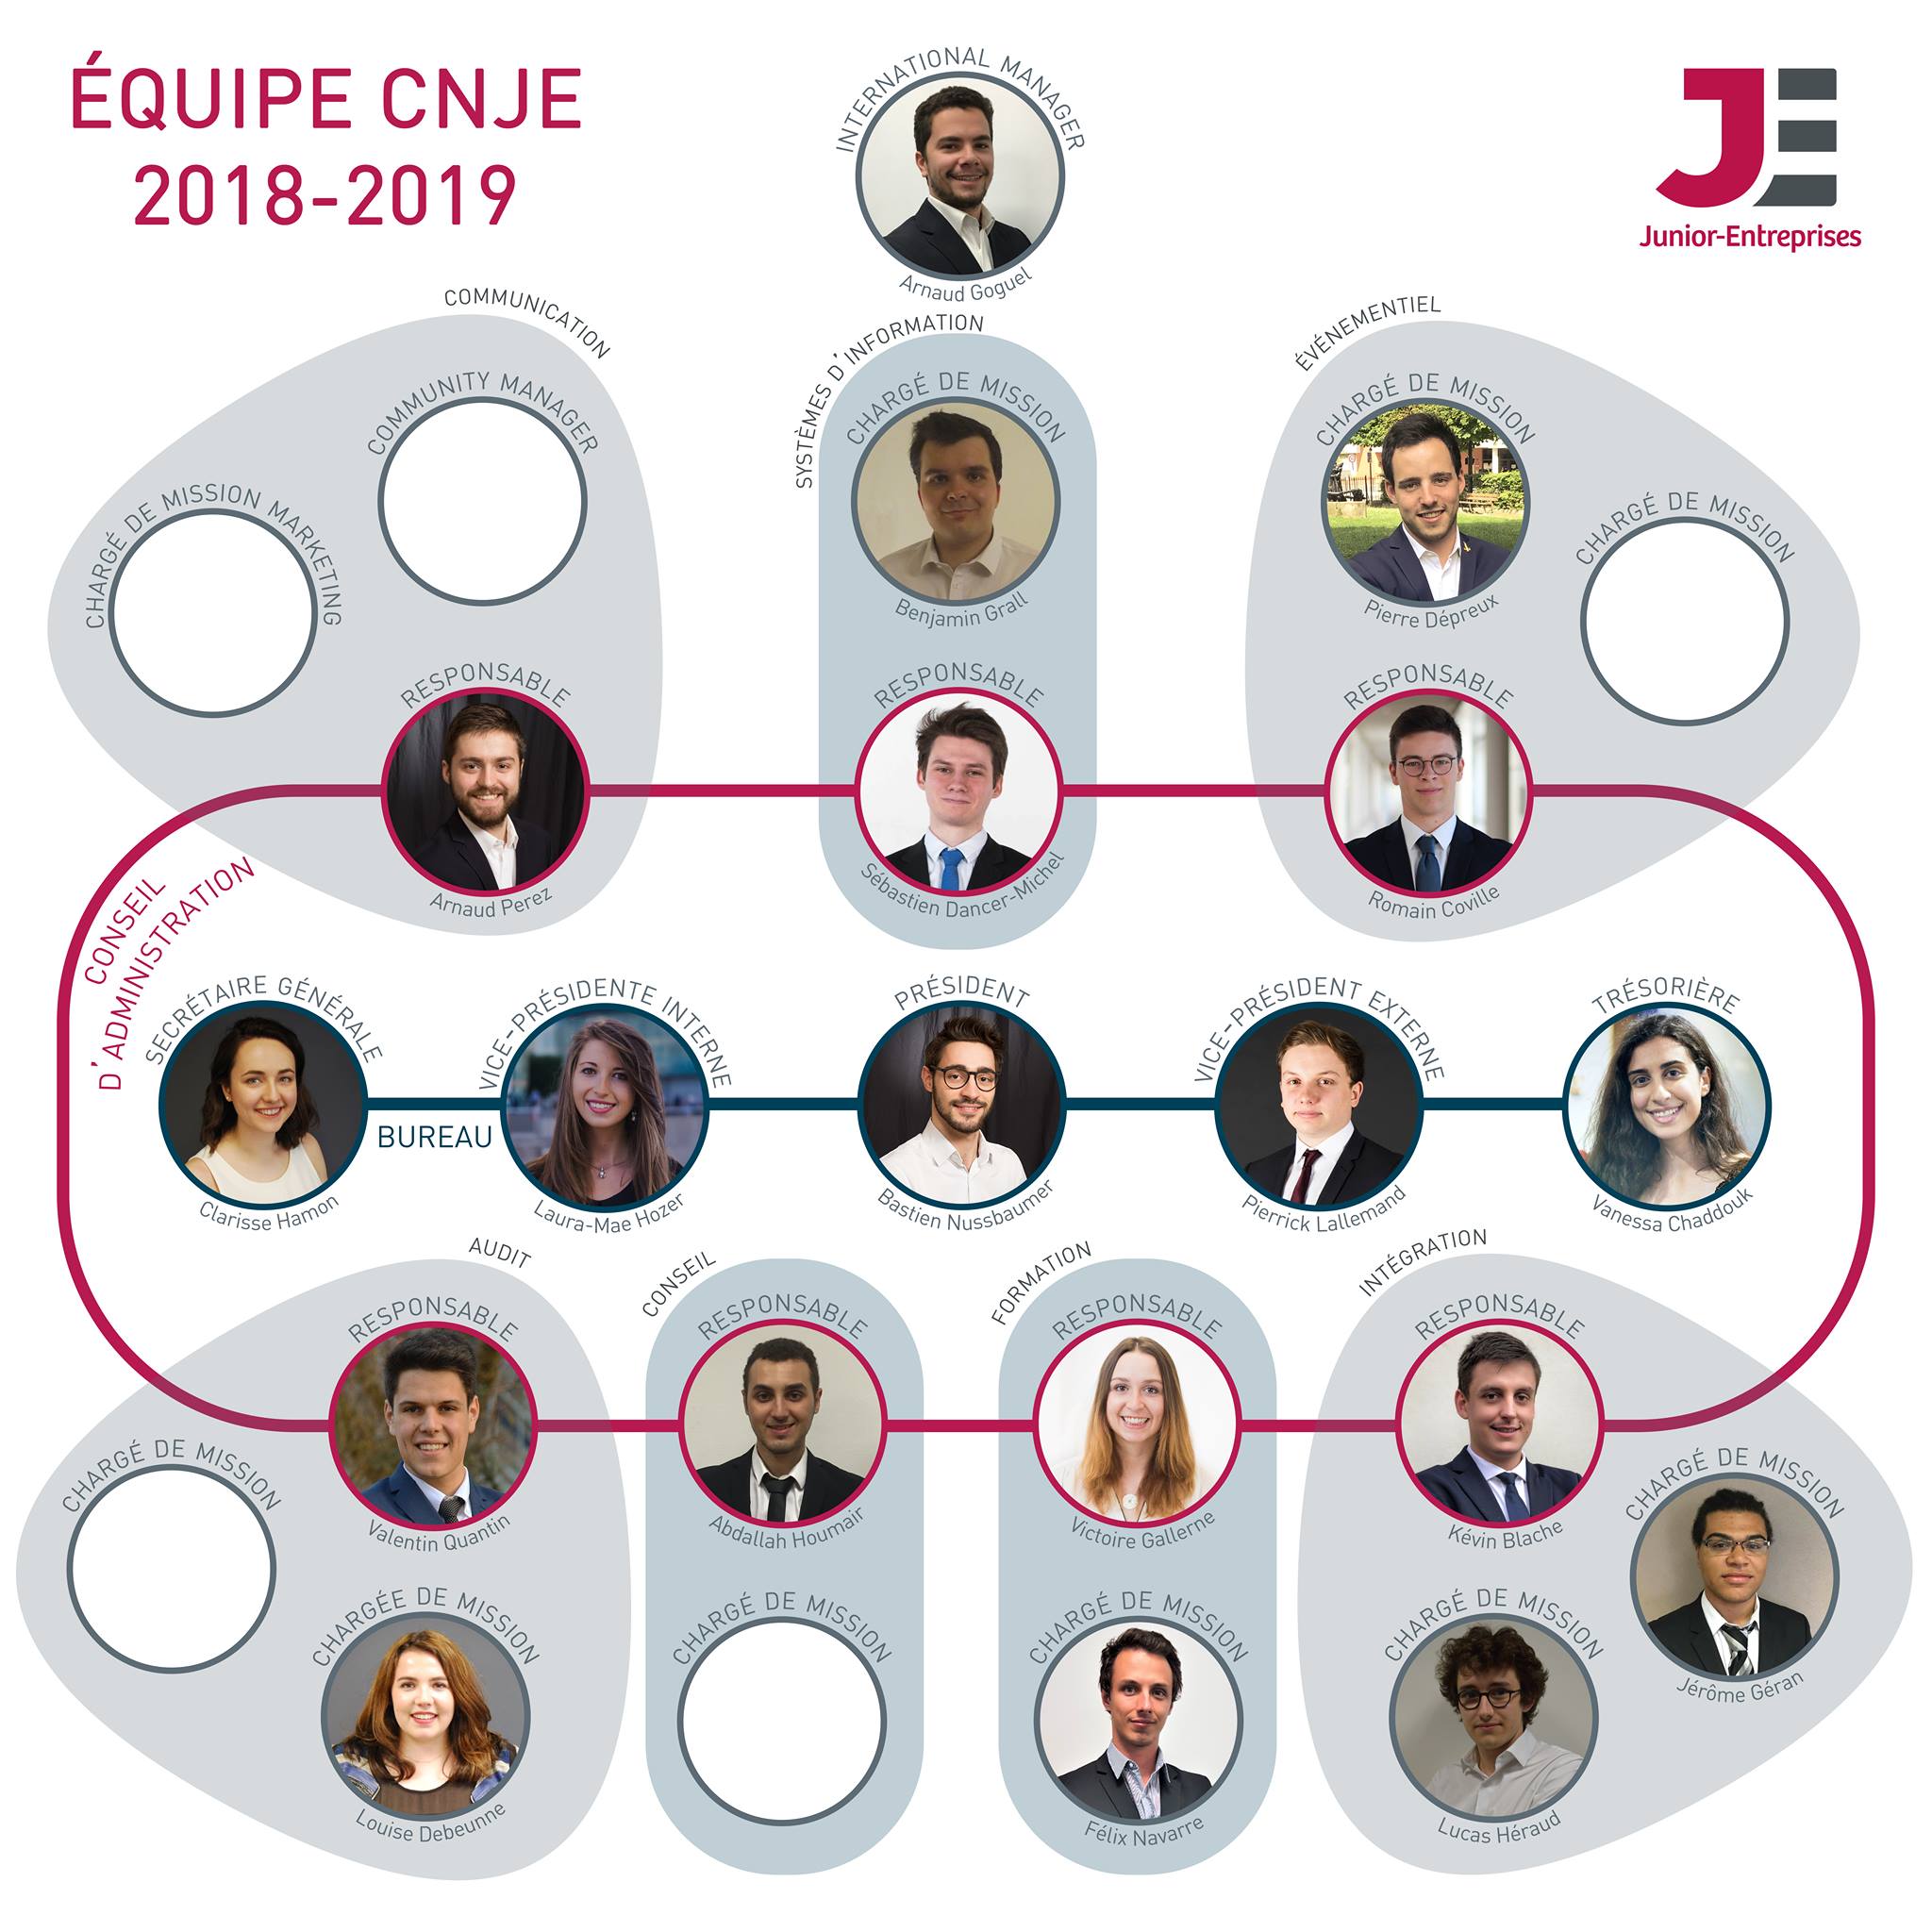 ÉQUIPE CNJE
2018-2019
INTERNATIONAL MANAGER
Arnaud Goguel
JE
Junior-Entreprises
COMMUNICATION
CHARGÉ DE MISSION MARKETING
COMMUNITY MANAGER
RESPONSABLE
Arnaud Perez
SYSTÈMES D'INFORMATION
CHARGÉ DE MISSION
Benjamin Grall
RESPONSABLE
Sébastien Dancer-Michel
ÉVÉNEMENTIEL
CHARGÉ DE MISSION
Pierre Dépreux
CHARGÉ DE MISSION
RESPONSABLE
Romain Coville
CONSEIL
D'ADMINISTRATION
SECRÉTAIRE GÉNÉRALE
Clarisse Hamon
BUREAU
VICE-PRÉSIDENTE INTERNE
Laura-Mae Hozer
PRÉSIDENT
Bastien Nussbaumer
VICE-PRÉSIDENT EXTERNE
Pierrick Lallemand
TRÉSORIÈRE
Vanessa Chaddouk
AUDIT
RESPONSABLE
Valentin Quantin
CHARGÉ DE MISSION
CHARGÉE DE MISSION
Louise Debeunne
CONSEIL
RESPONSABLE
Abdallah Houmair
CHARGÉ DE MISSION
FORMATION
RESPONSABLE
Victoire Gallerne
CHARGÉ DE MISSION
Félix Navarre
INTÉGRATION
RESPONSABLE
Kévin Blache
CHARGÉ DE MISSION
Jérôme Géran
CHARGÉ DE MISSION
Lucas Héraud